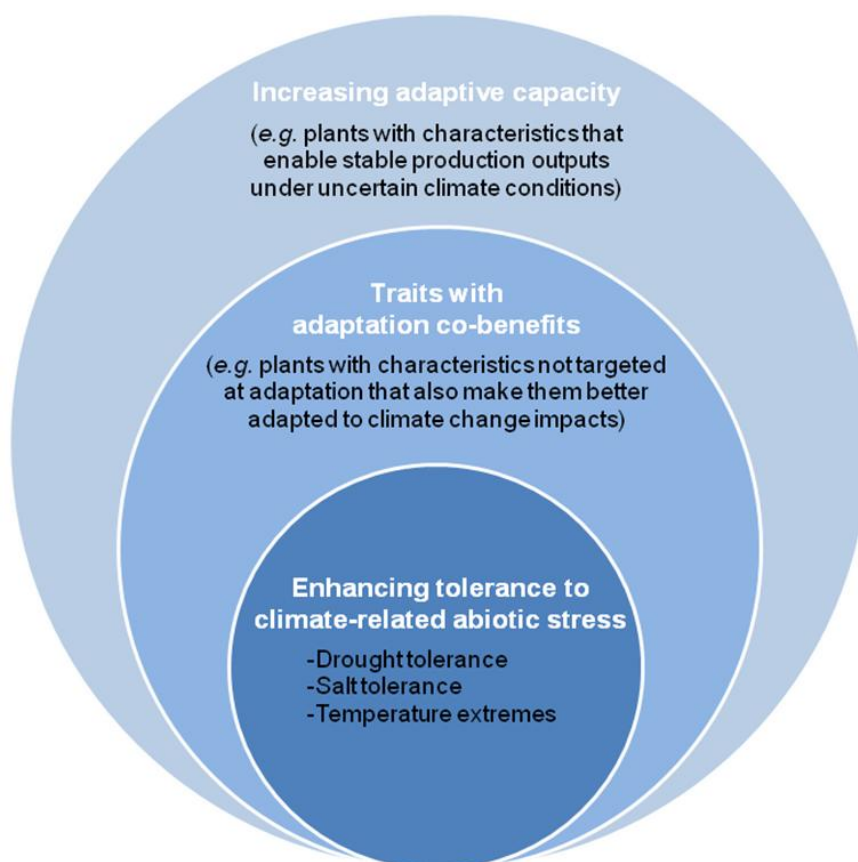 Increasing adaptive capacity
(e.g. plants with characteristics that
enable stable production outputs
under uncertain climate conditions)
Traits with
adaptation co-benefits
(e.g. plants with characteristics not targeted
at adaptation that also make them better
adapted to climate change impacts)
Enhancing tolerance to
climate-related abiotic stress
-Drought tolerance
-Salt tolerance
-Temperature extremes